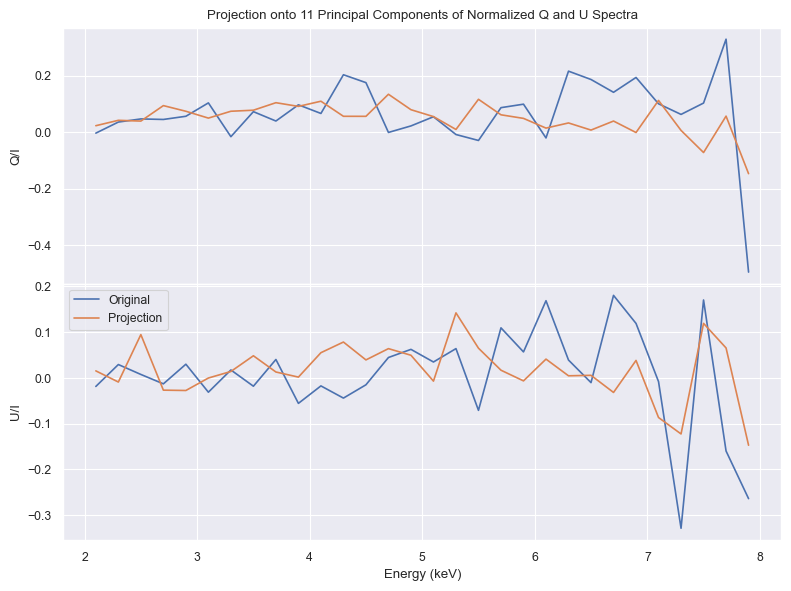 Projection onto 11 Principal Components of Normalized Q and U Spectra
0.2
0.0
−0.2
−0.4
Q/I
0.2
0.1
0.0
−0.1
−0.2
−0.3
U/I
Original
Projection
2 3 4 5 6 7 8
Energy (keV)